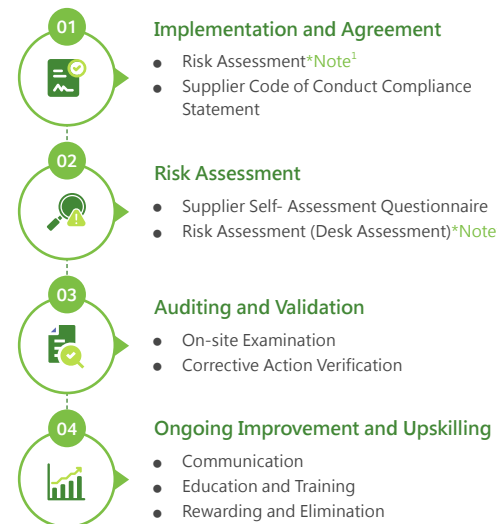 01
Implementation and Agreement
● Risk Assessment*Note¹
● Supplier Code of Conduct Compliance
Statement
02
Risk Assessment
● Supplier Self- Assessment Questionnaire
● Risk Assessment (Desk Assessment)*Note
03
Auditing and Validation
● On-site Examination
● Corrective Action Verification
04
Ongoing Improvement and Upskilling
● Communication
● Education and Training
● Rewarding and Elimination